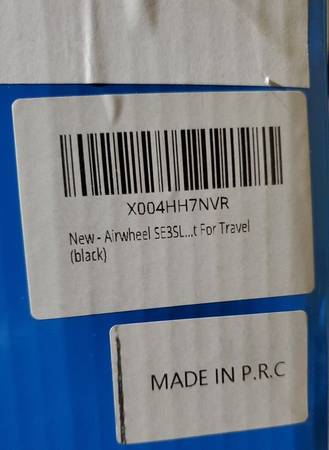 X004HH7NVR
New - Airwheel SE3SL...t For Travel
(black)
MADE IN P.R.C